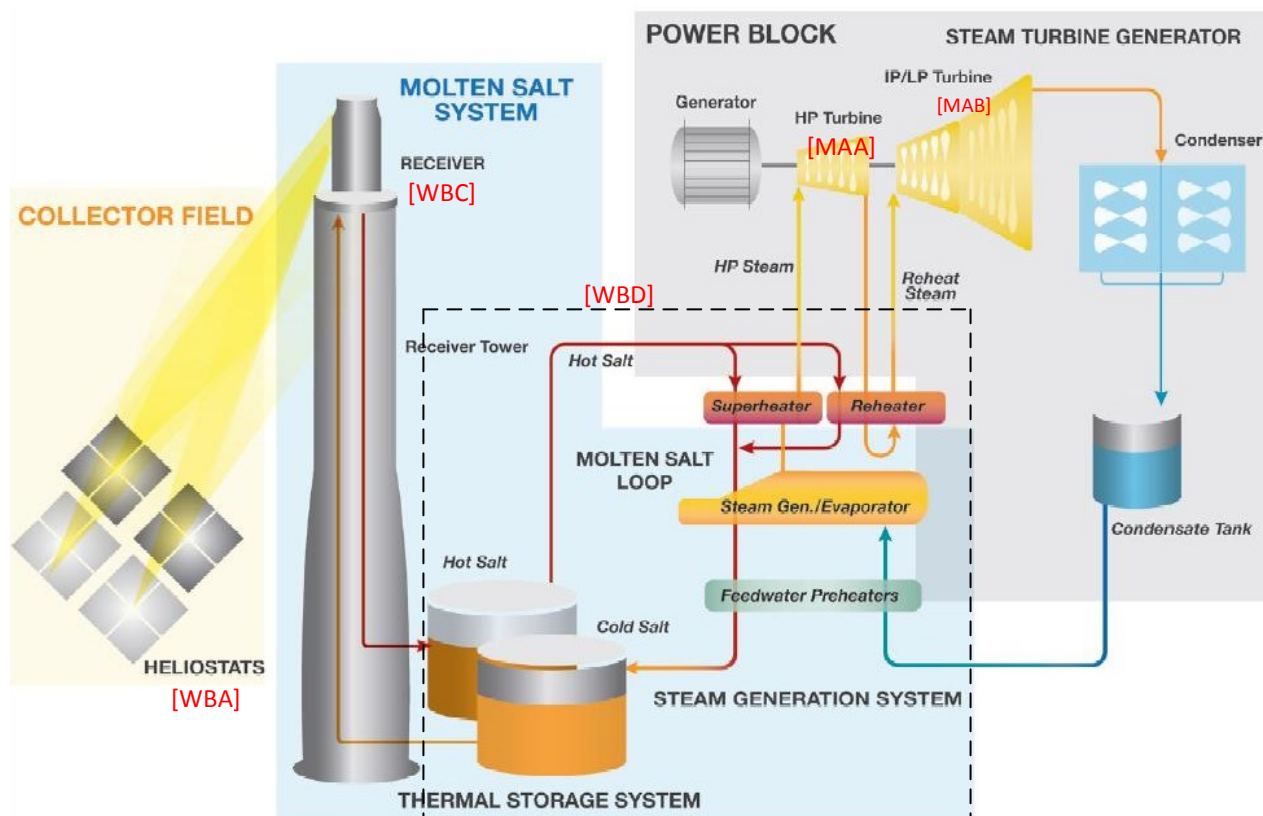 POWER BLOCK
STEAM TURBINE GENERATOR
MOLTEN SALT
SYSTEM
Generator
HP Turbine
[MAA]
IP/LP Turbine
[MAB]
Condenser
RECEIVER
[WBC]
COLLECTOR FIELD
HP Steam
Reheat
Steam
[WBD]
Receiver Tower
Hot Salt
Superheater
Reheater
MOLTEN SALT
LOOP
Steam Gen./Evaporator
Condensate Tank
Hot Salt
Feedwater Preheaters
Cold Salt
HELIOSTATS
[WBA]
STEAM GENERATION SYSTEM
THERMAL STORAGE SYSTEM